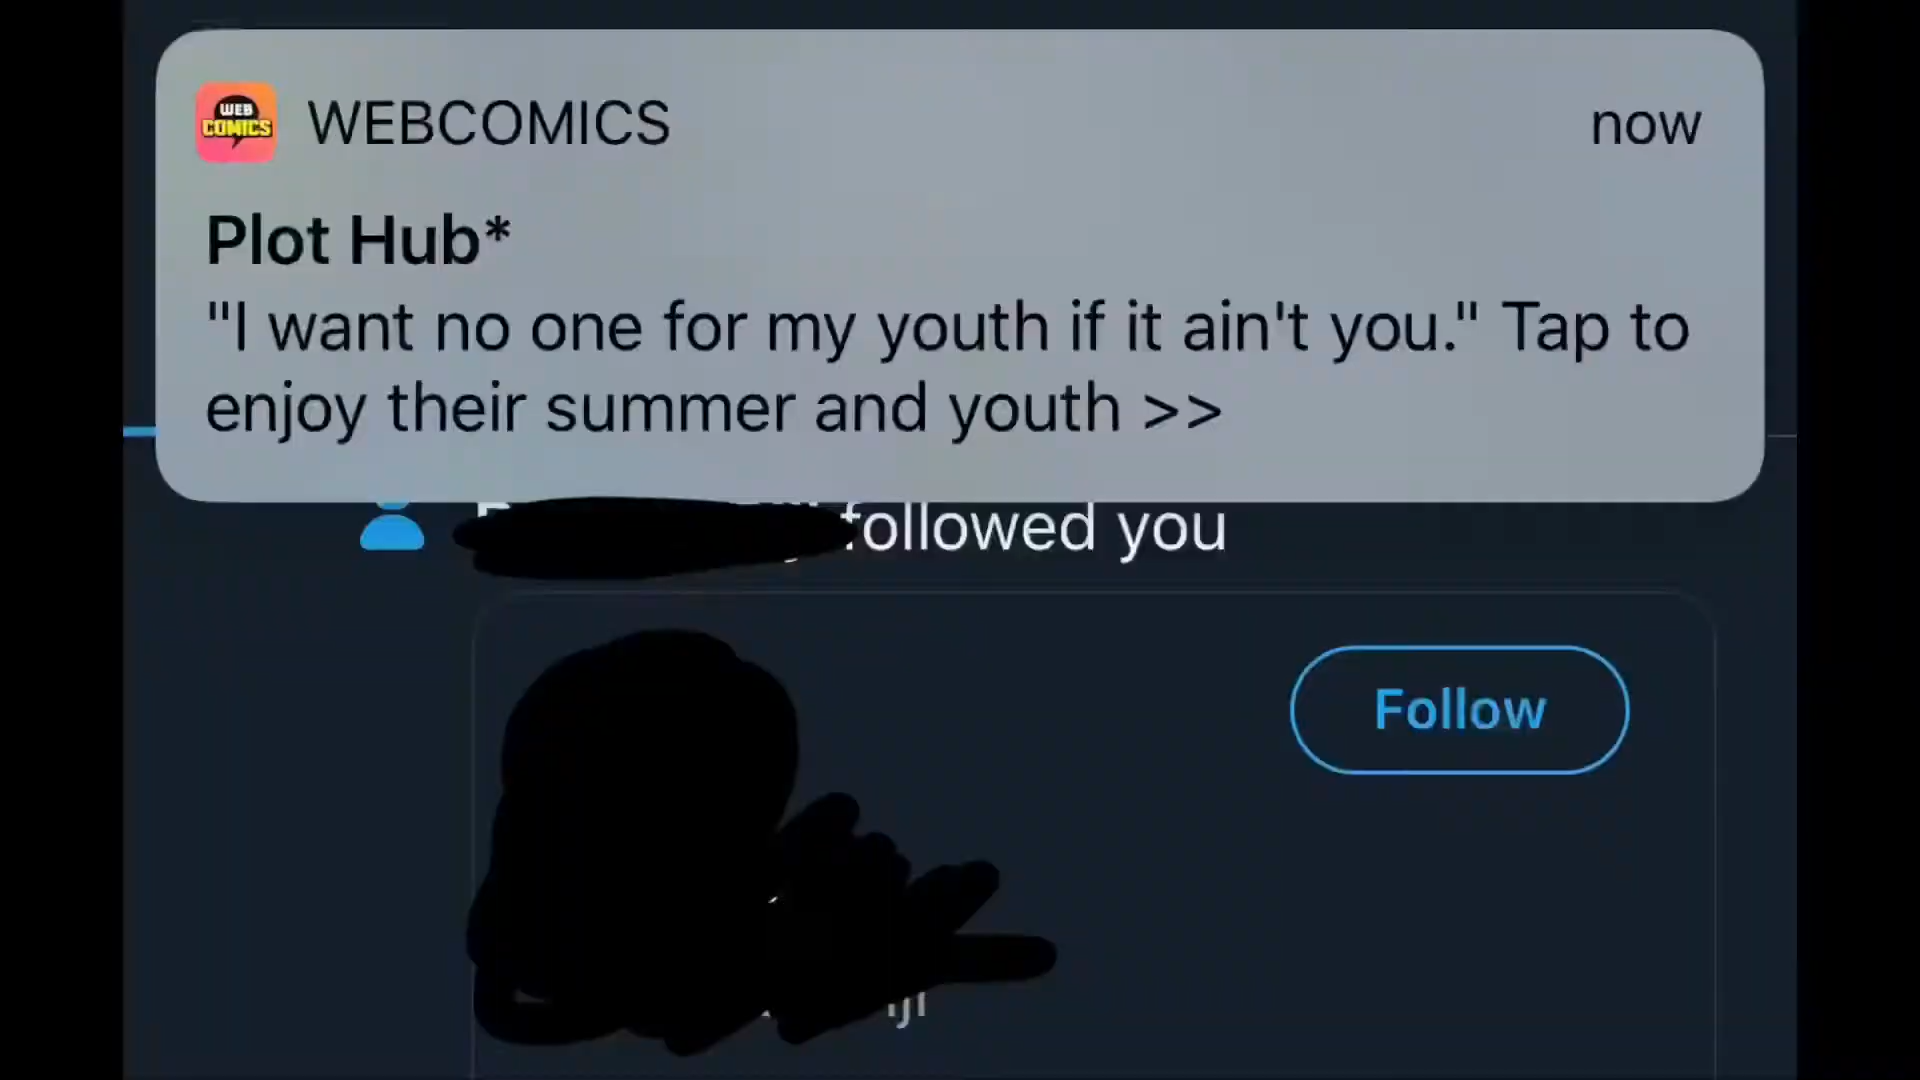 WEB
COMICS
WEBCOMICS
now
Plot Hub*
"I want no one for my youth if it ain't you." Tap to
enjoy their summer and youth >>
followed you
Follow